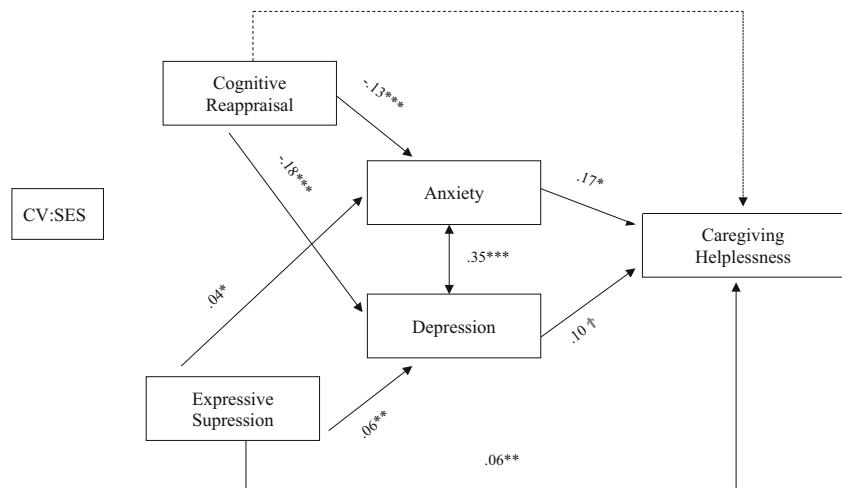 Cognitive
Reappraisal
-.13***
-.18***
Anxiety
.17*
CV:SES
Caregiving
Helplessness
.35***
.04*
Depression
.10 †
Expressive
Supression
.06**
.06**